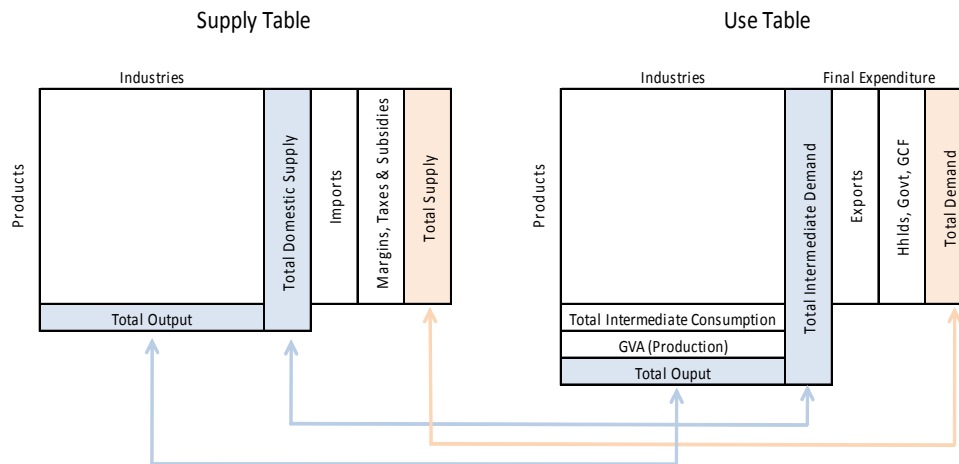 Supply Table
Use Table
Industries
Industries
Final Expenditure
Products
Total Domestic Supply
Imports
Margins, Taxes & Subsidies
Total Supply
Total Output
Products
Total Intermediate Demand
Exports
Hhlds, Govt, GCF
Total Demand
Total Intermediate Consumption
GVA (Production)
Total Ouput